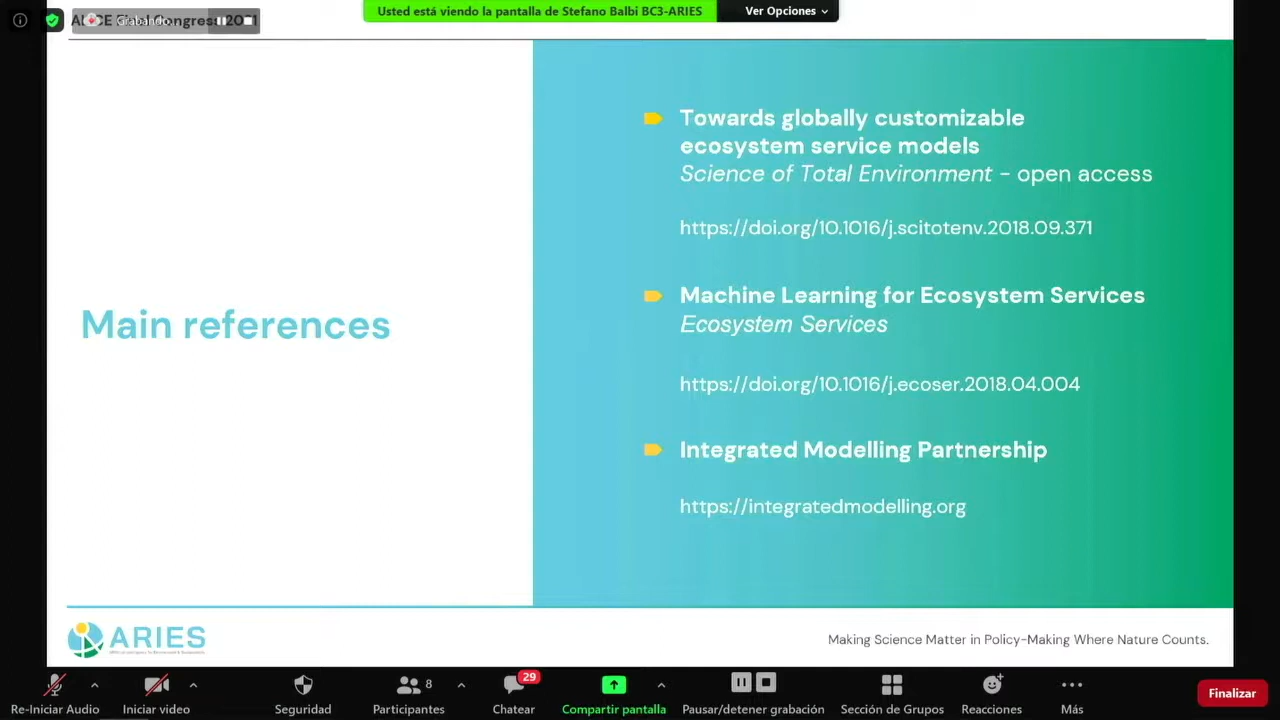 Usted está viendo la pantalla de Stefano Balbi BC3-ARIES
Ver Opciones
Grabando...
Congress 2021
Towards globally customizable
ecosystem service models
Science of Total Environment - open access
https://doi.org/10.1016/j.scitotenv.2018.09.371
Machine Learning for Ecosystem Services
Ecosystem Services
https://doi.org/10.1016/j.ecoser.2018.04.004
Integrated Modelling Partnership
https://integratedmodelling.org
Main references
ARIES
Making Science Matter in Policy-Making Where Nature Counts.
29
8
Re-Iniciar Audio
Iniciar video
Seguridad
Participantes
Chatear
Compartir pantalla
Pausar/detener grabación
Sección de Grupos
Reacciones
Más
Finalizar